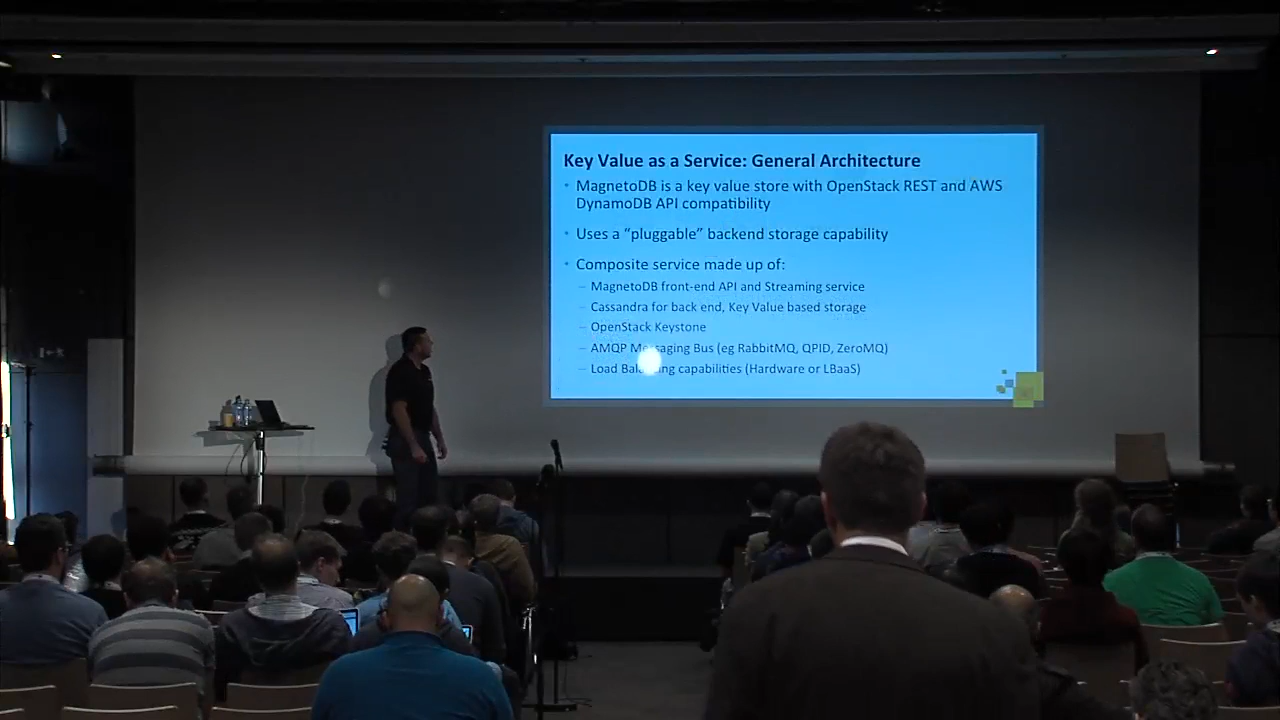 Key Value as a Service: General Architecture
• MagnetoDB is a key value store with OpenStack REST and AWS
DynamoDB API compatibility
• Uses a “pluggable” backend storage capability
• Composite service made up of:
– MagnetoDB front-end API and Streaming service
– Cassandra for back end, Key Value based storage
– OpenStack Keystone
– AMQP Messaging Bus (eg RabbitMQ, QPID, ZeroMQ)
– Load Balancing capabilities (Hardware or LBaaS)